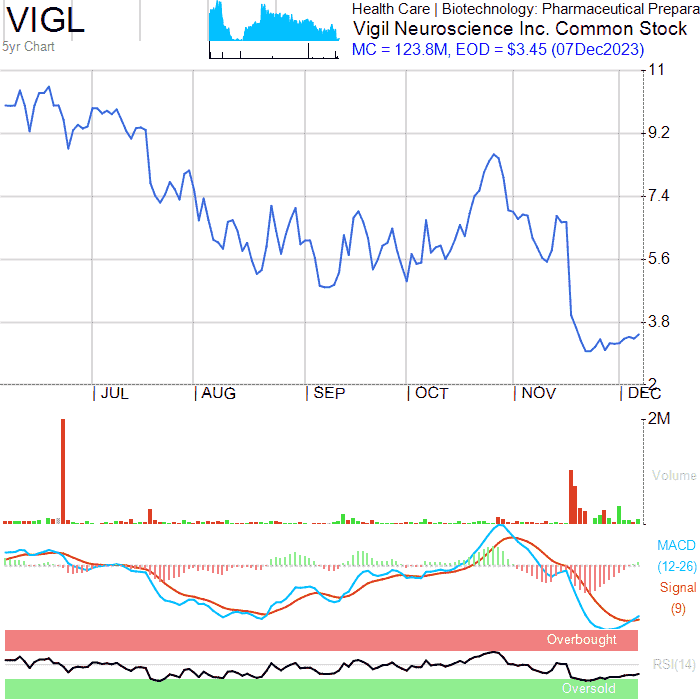 VIGL
5yr Chart
Health Care | Biotechnology: Pharmaceutical Prepara
Vigil Neuroscience Inc. Common Stock
MC = 123.8M, EOD = $3.45 (07Dec2023)
11
9.2
7.4
5.6
3.8
2
JUL AUG SEP OCT NOV DEC
2M
Volume
MACD
(12-26)
Signal
(9)
Overbought
RSI(14)
Oversold